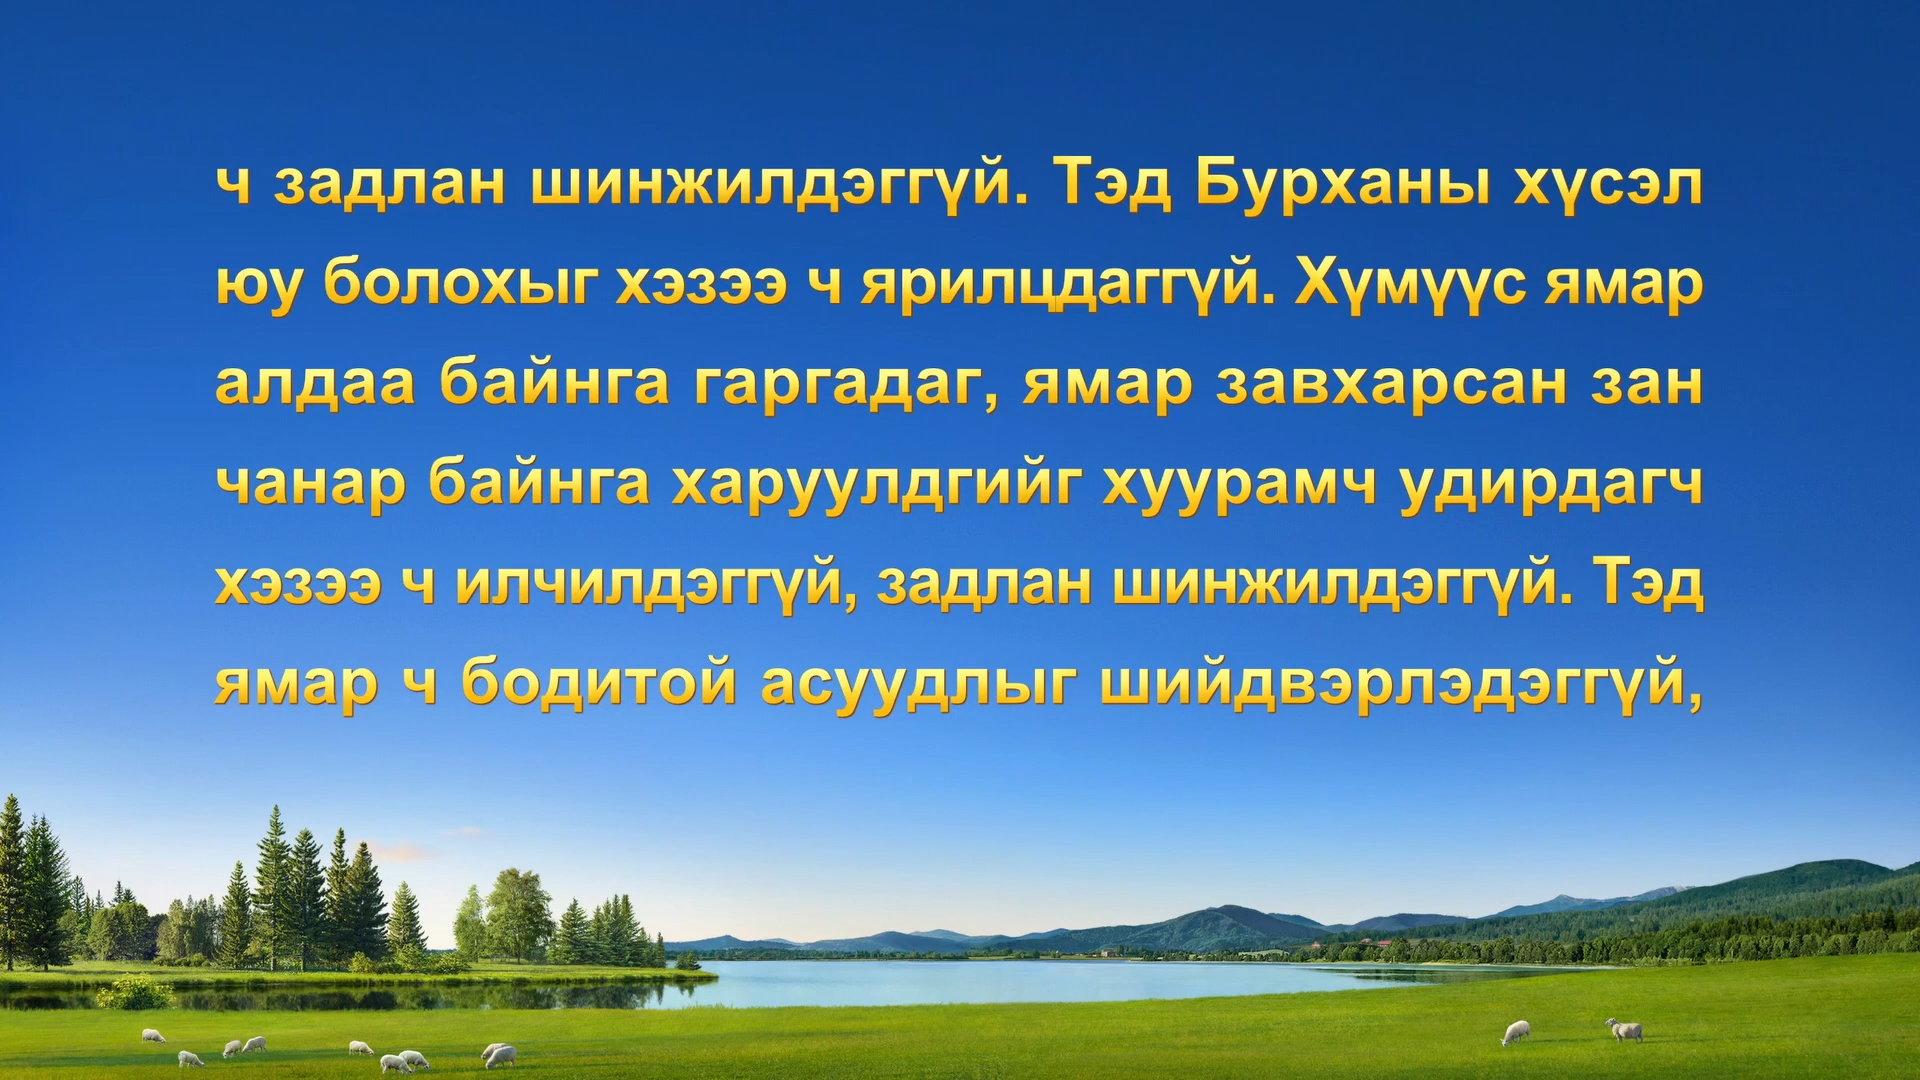 ч задлан шинжилдэггүй. Тэд Бурханы хүсэл
юу болохыг хэзээ ч ярилцдаггүй. Хүмүүс ямар
алдаа байнга гаргадаг, ямар завхарсан зан
чанар байнга харуулдгийг хуурамч удирдагч
хэзээ ч илчилдэггүй, задлан шинжилдэггүй. Тэд
ямар ч бодитой асуудлыг шийдвэрлэдэггүй,